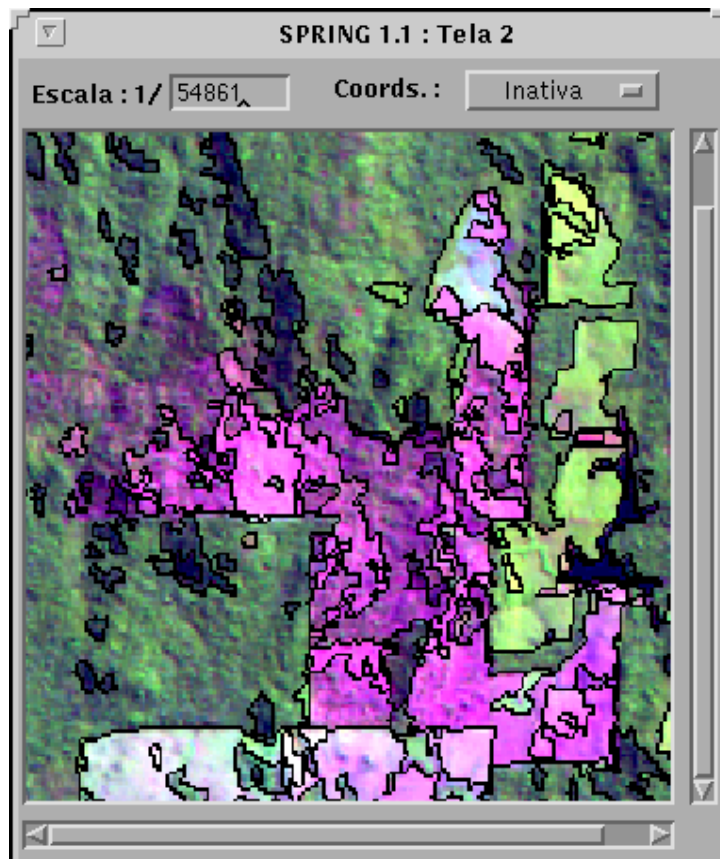 SPRING 1.1 : Tela 2
Escala : 1/ 54861 Coords. : Inativa